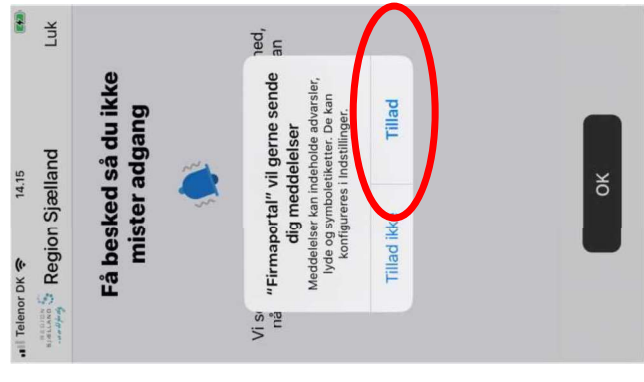 Telenor DK
14.15
REGION
SJÆLLAND
Region Sjælland
Luk
Få besked så du ikke
mister adgang
"Firmaportal" vil gerne sende
dig meddelelser
Meddelelser kan indeholde advarsler,
lyde og symboletiketter. De kan
konfigureres i Indstillinger.
Tillad ikke
Tillad
OK